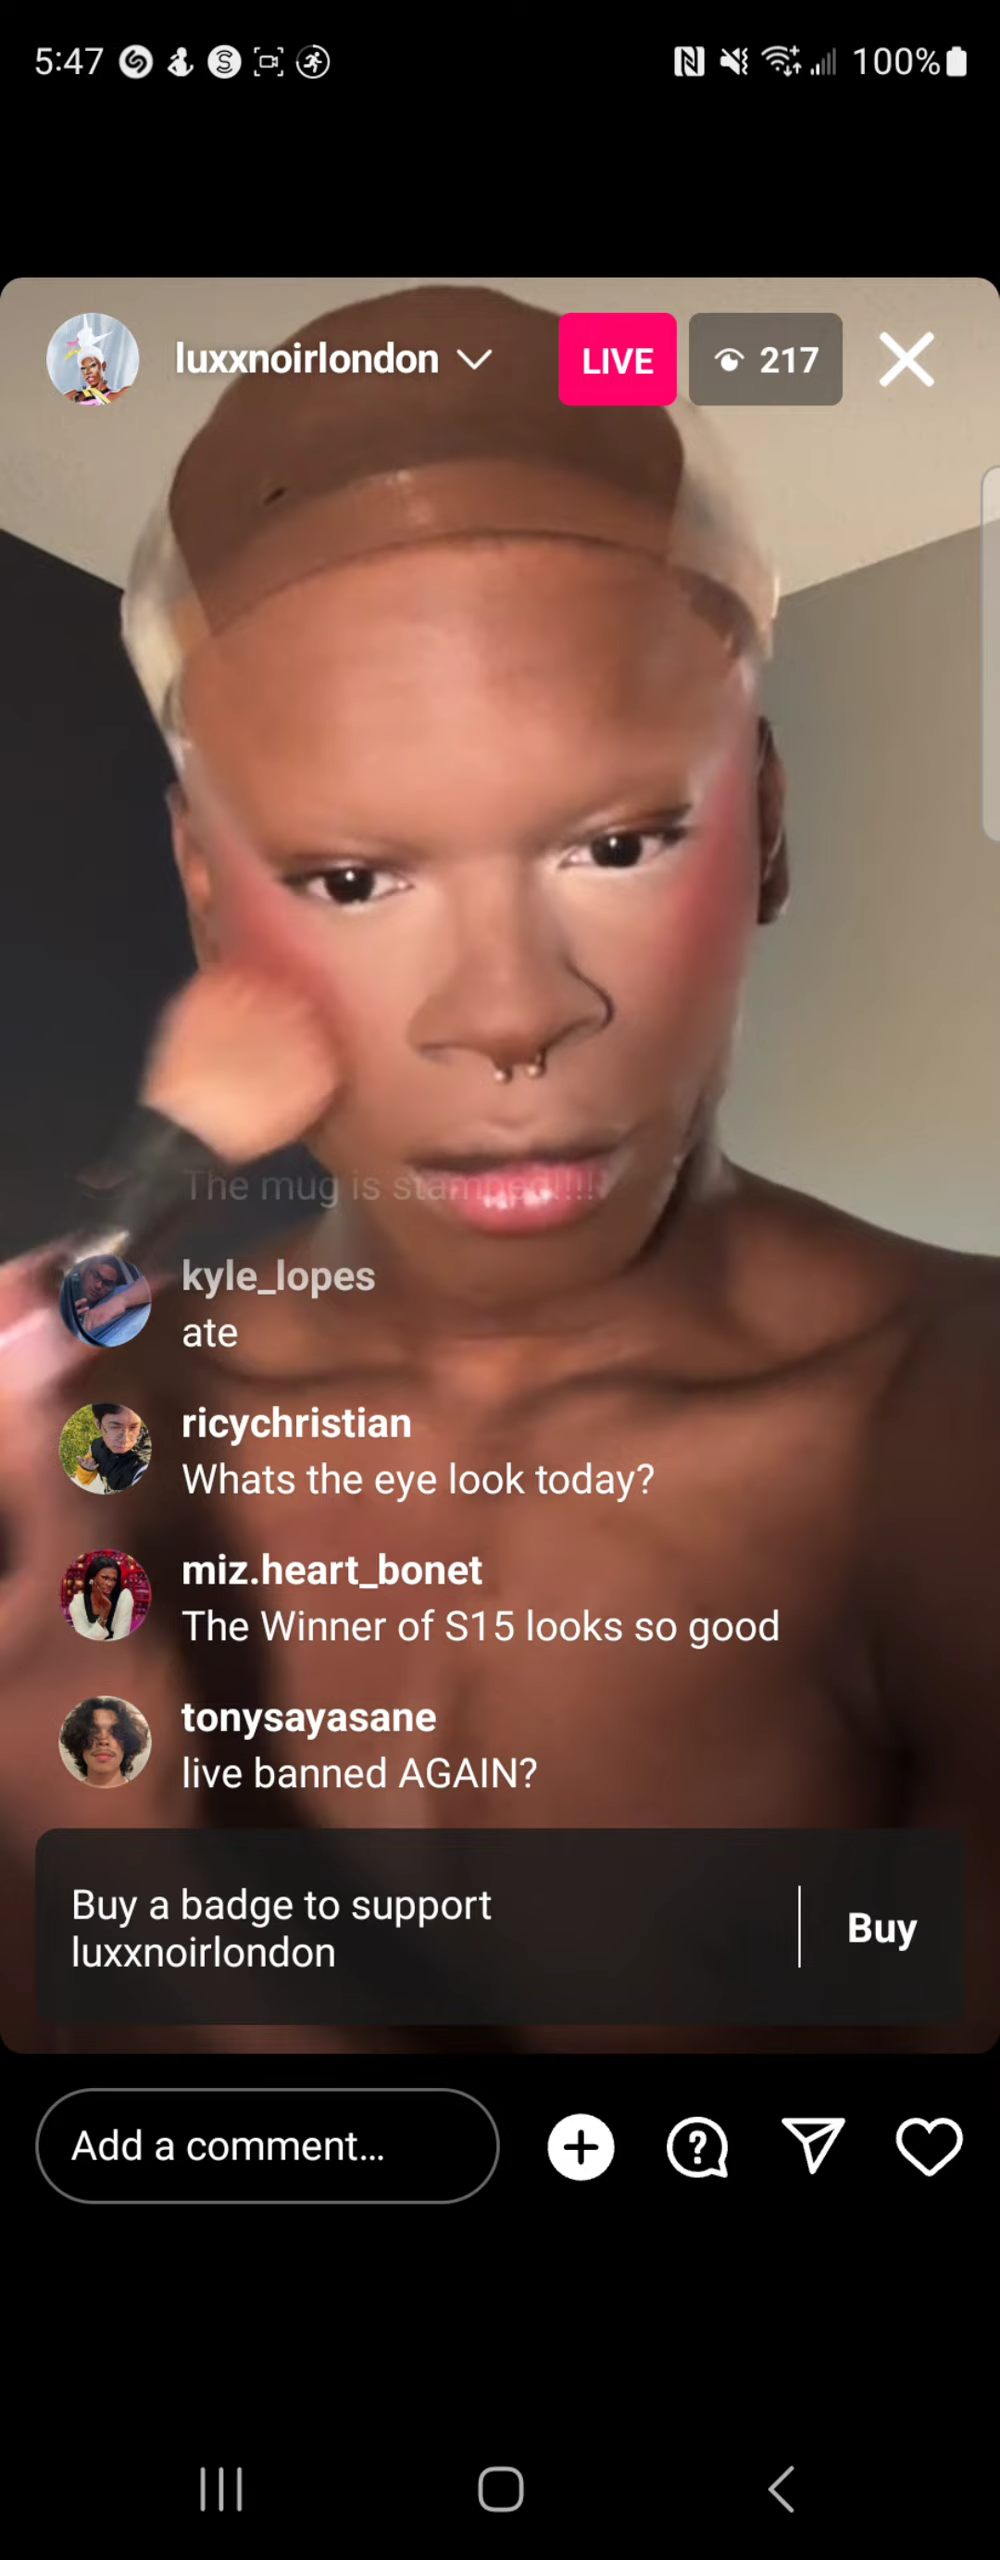 5:47
100%
luxxnoirlondon
LIVE
217
The mug is stamped!!!!
kyle_lopes
ate
ricychristian
Whats the eye look today?
miz.heart_bonet
The Winner of S15 looks so good
tonysayasane
live banned AGAIN?
Buy a badge to support
luxxnoirlondon
Buy
Add a comment...